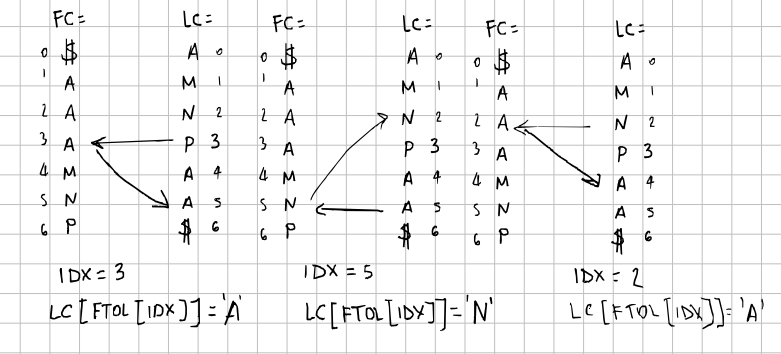 FC= LC= FC= LC= FC= LC=
0 $ A 0 0 $ A 0 0 $ A 0
1 A M 1 1 A M 1 1 A M 1
2 A N 2 2 A N 2 2 A N 2
3 A P 3 3 A P 3 3 A P 3
4 M A 4 4 M A 4 4 M A 4
5 N A 5 5 N A 5 5 N A 5
6 P $ 6 6 P $ 6 6 P $ 6
IDX = 3 IDX = 5 IDX = 2
LC[FTOL[IDX]] = 'A' LC[FTOL[IDX]] = 'N' LC[FTOL[IDX]] = 'A'